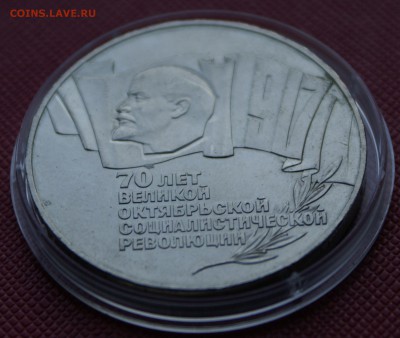 COINS.LAVE.RU
1917
70 ЛЕТ
ВЕЛИКОЙ
ОКТЯБРЬСКОЙ
СОЦИАЛИСТИЧЕСКОЙ
РЕВОЛЮЦИИ